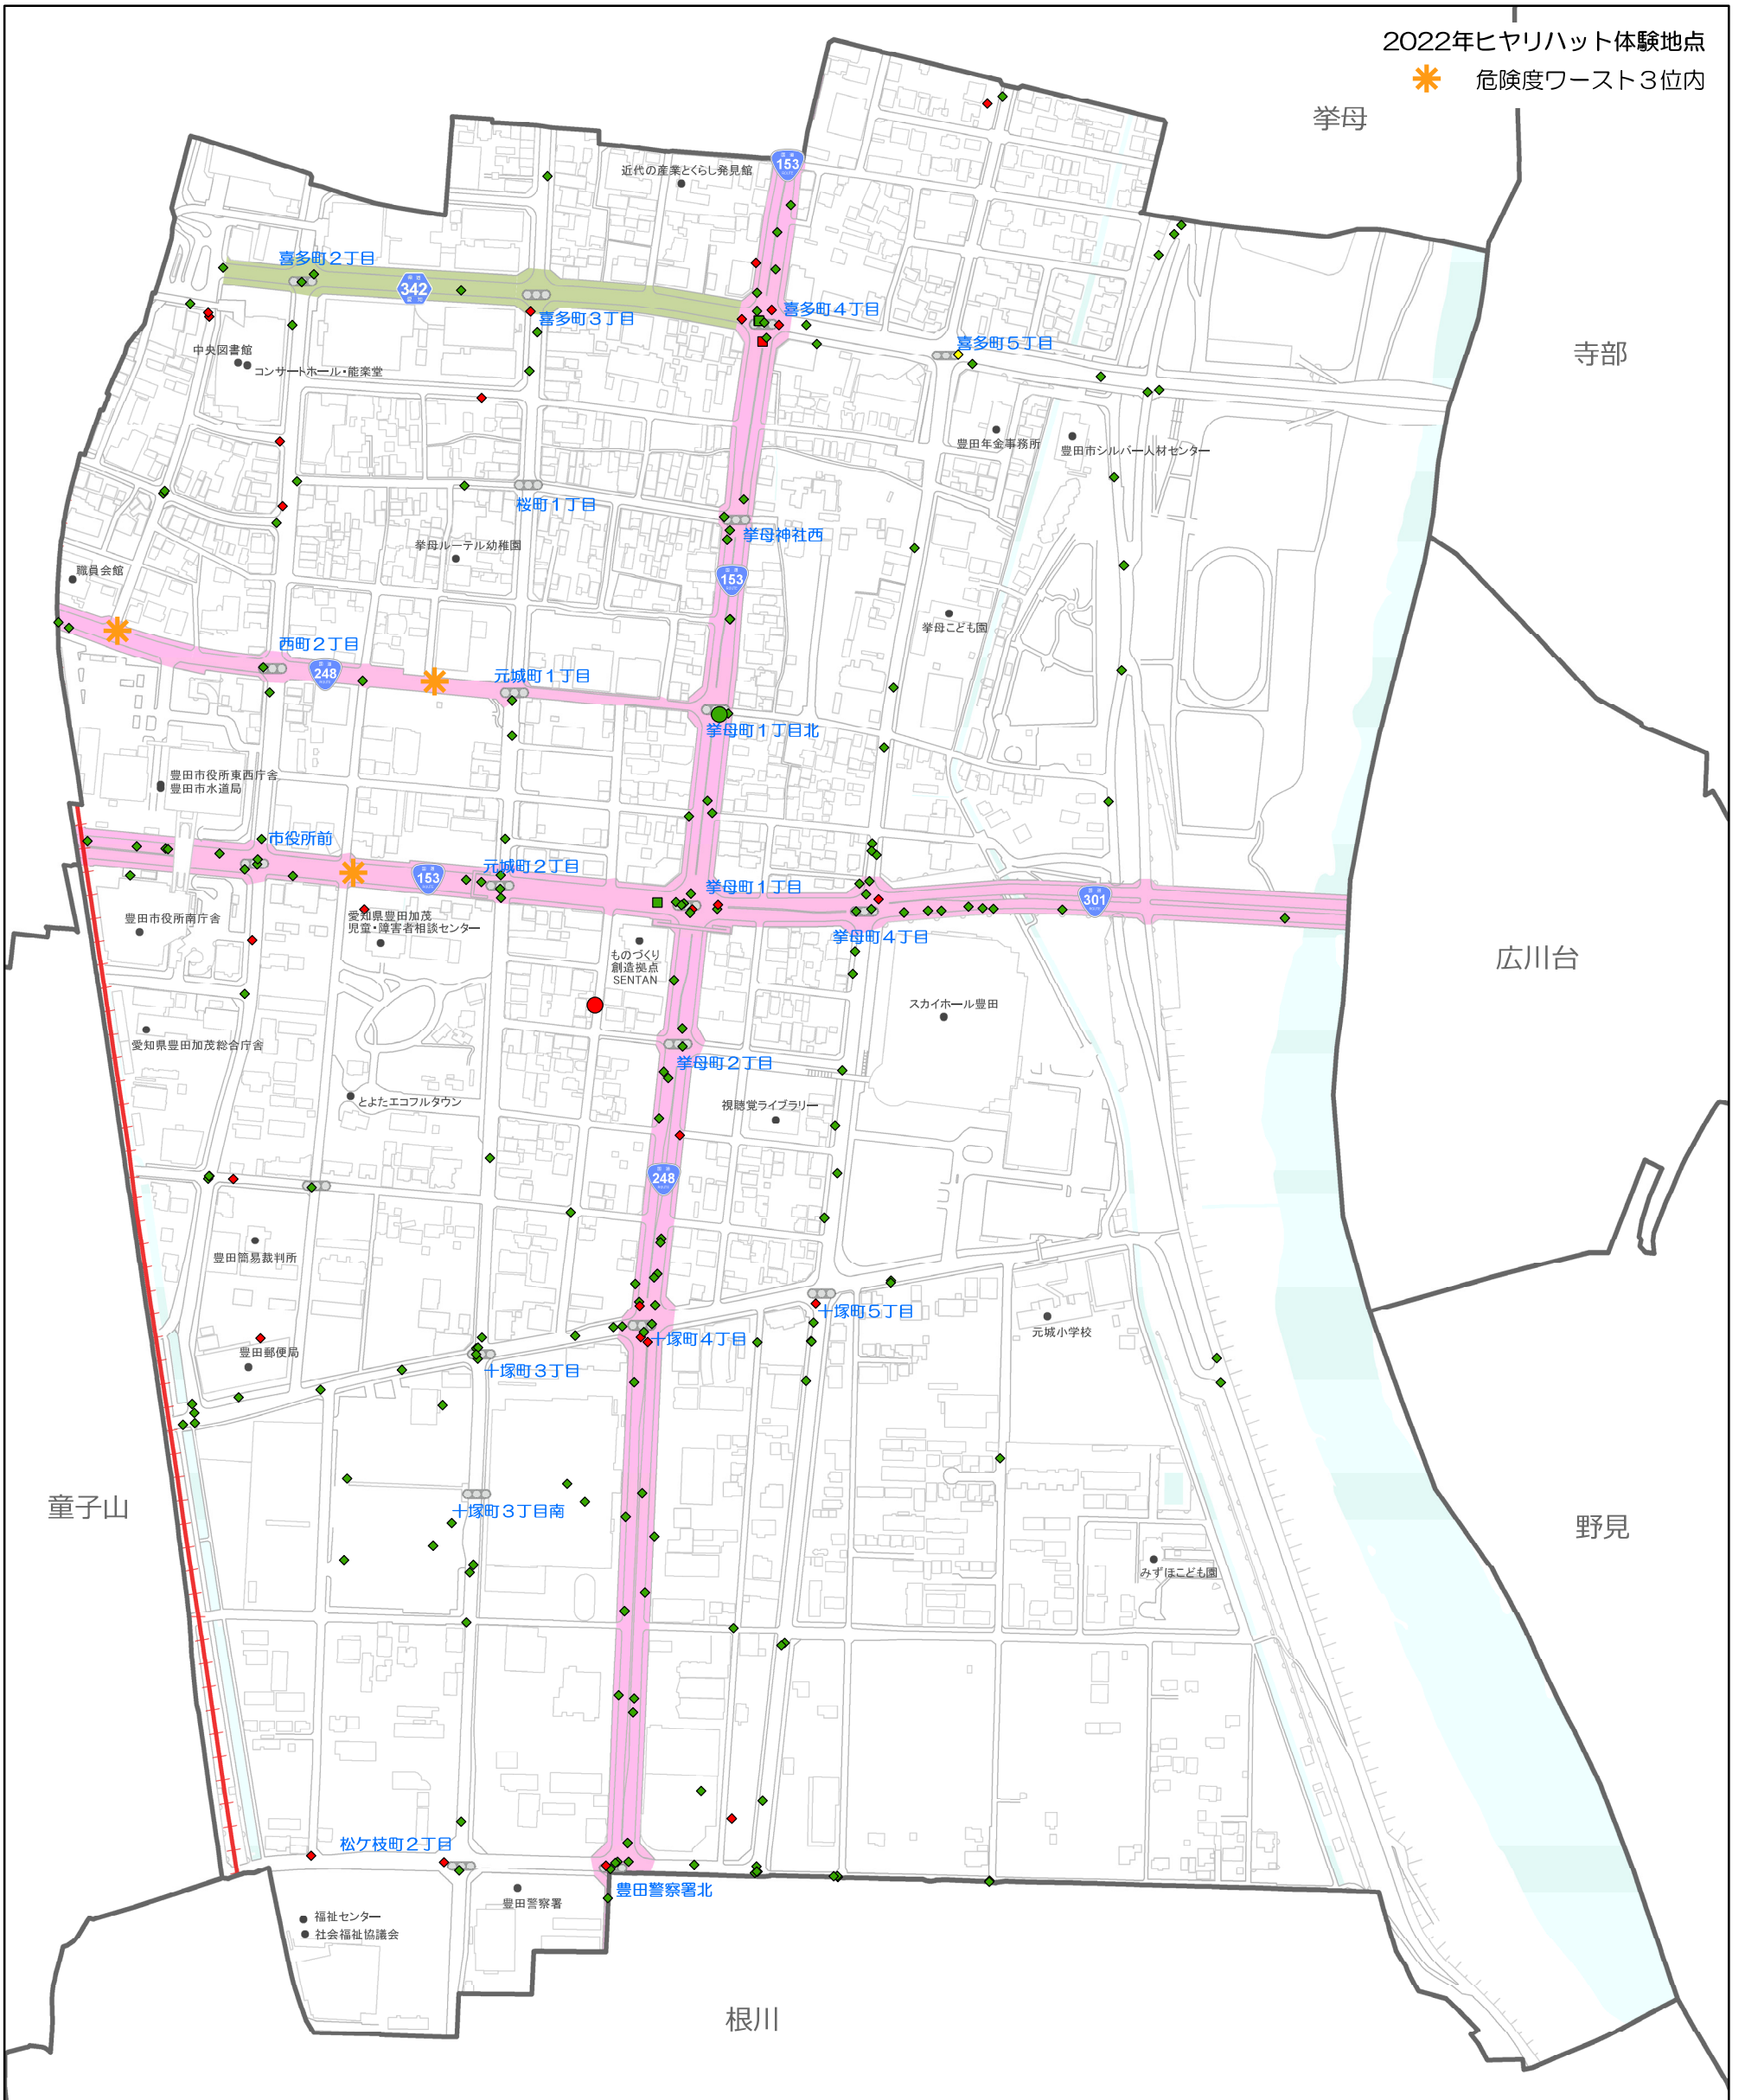 2022年ヒヤリハット体験地点
危険度ワースト3位内
挙母
153
近代の産業とくらし発見館
喜多町2丁目
342
喜多町3丁目
喜多町4丁目
喜多町5丁目
寺部
中央図書館
コンサートホール・能楽堂
豊田年金事務所
豊田市シルバー人材センター
桜町1丁目
挙母神社西
挙母ルーテル幼稚園
職員会館
153
挙母こども園
西町2丁目
248
元城町1丁目
挙母町1丁目北
豊田市役所東西庁舎
豊田市水道局
市役所前
元城町2丁目
153
挙母町1丁目
301
豊田市役所南庁舎
愛知県豊田加茂
児童・障害者相談センター
挙母町4丁目
ものづくり
創造拠点
SENTAN
広川台
スカイホール豊田
愛知県豊田加茂総合庁舎
挙母町2丁目
とよたエコフルタウン
視聴覚ライブラリー
248
豊田簡易裁判所
十塚町5丁目
元城小学校
十塚町4丁目
豊田郵便局
十塚町3丁目
童子山
十塚町3丁目南
野見
みずほこども園
松ケ枝町2丁目
豊田警察署北
豊田警察署
福祉センター
社会福祉協議会
根川